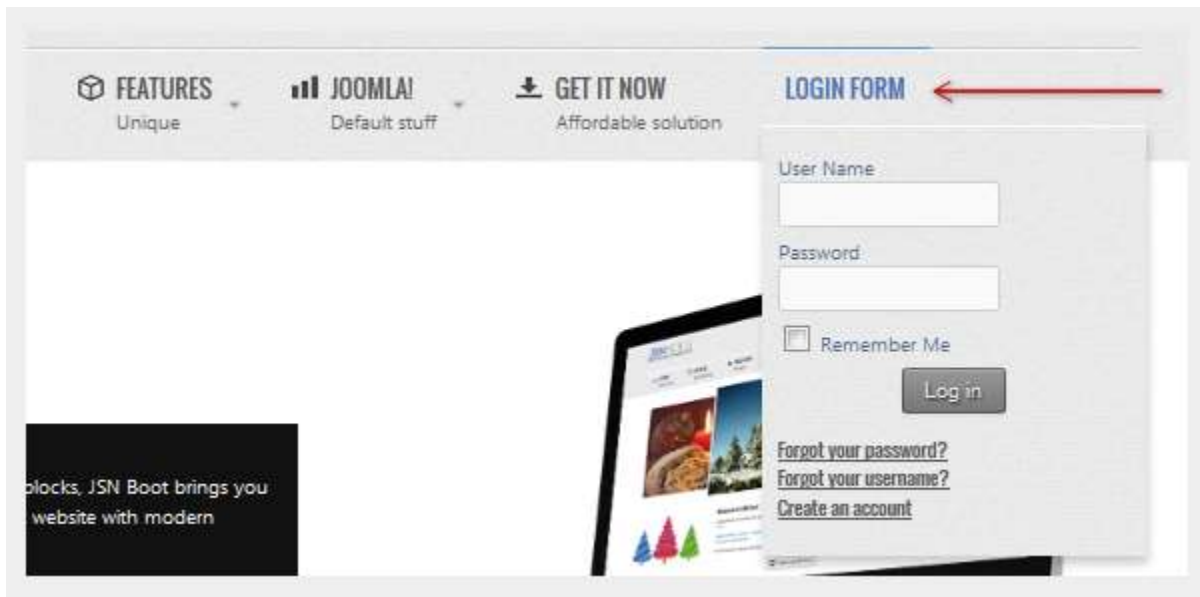 FEATURES
Unique
JOOMLA!
Default stuff
GET IT NOW
Affordable solution
LOGIN FORM
User Name
Password
Remember Me
Log in
Forgot your password?
Forgot your username?
Create an account
blocks, JSN Boot brings you
website with modern